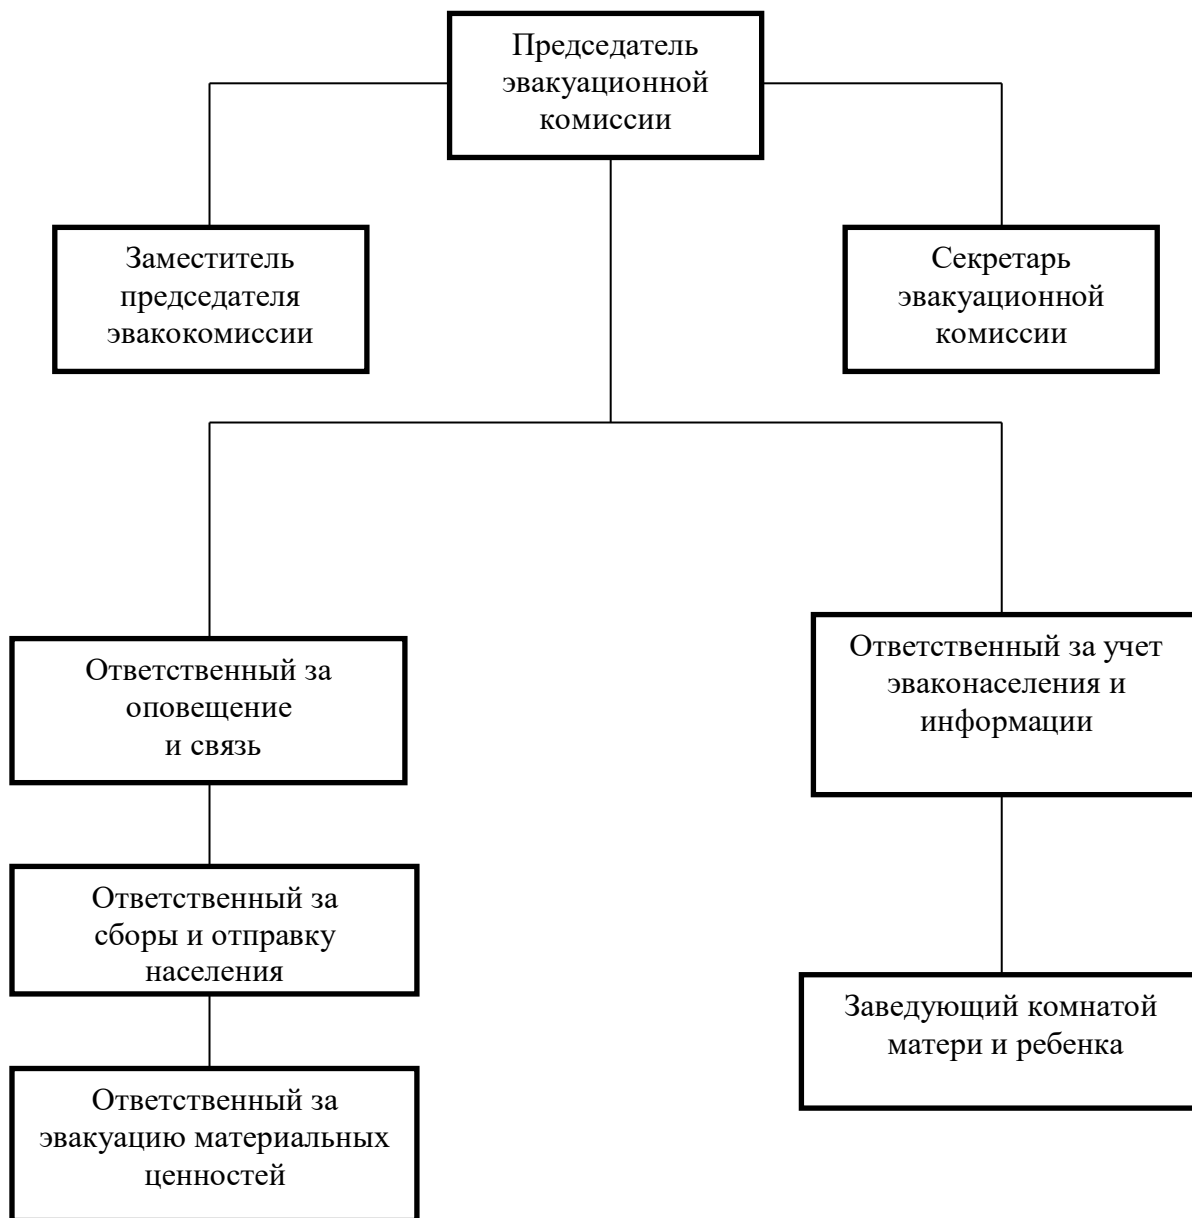 Председатель
эвакуационной
комиссии
Заместитель
председателя
эвакокомиссии
Секретарь
эвакуационной
комиссии
Ответственный за
оповещение
и связь
Ответственный за учет
эваконаселения и
информации
Ответственный за
сборы и отправку
населения
Заведующий комнатой
матери и ребенка
Ответственный за
эвакуацию материальных
ценностей